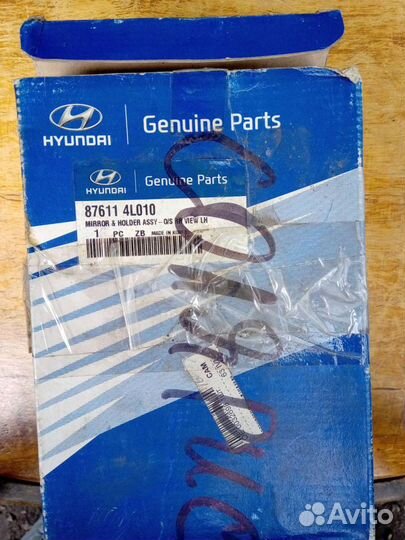 HYUNDAI
Genuine Parts
HYUNDAI
Genuine Parts
87611 4L010
MIRROR & HOLDER ASSY-O/S RR VIEW LH
1 PC ZB MADE IN KOREA
Avito